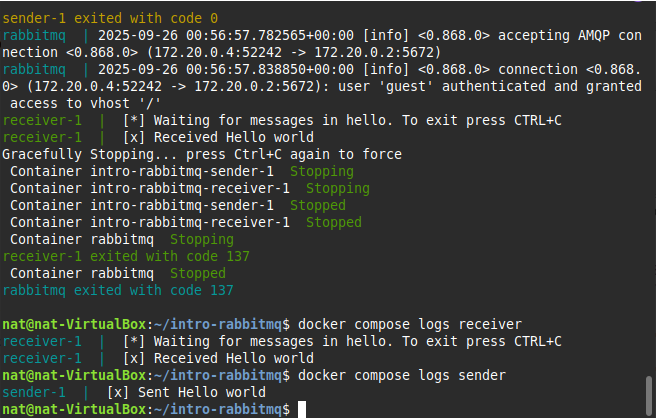 sender-1 exited with code 0
rabbitmq  | 2025-09-26 00:56:57.782565+00:00 [info] <0.868.0> accepting AMQP con
nection <0.868.0> (172.20.0.4:52242 -> 172.20.0.2:5672)
rabbitmq  | 2025-09-26 00:56:57.838850+00:00 [info] <0.868.0> connection <0.868.
0> (172.20.0.4:52242 -> 172.20.0.2:5672): user 'guest' authenticated and granted
 access to vhost '/'
receiver-1  |  [*] Waiting for messages in hello. To exit press CTRL+C
receiver-1  |  [x] Received Hello world
Gracefully Stopping... press Ctrl+C again to force
 Container intro-rabbitmq-sender-1  Stopping
 Container intro-rabbitmq-receiver-1  Stopping
 Container intro-rabbitmq-sender-1  Stopped
 Container intro-rabbitmq-receiver-1  Stopped
 Container rabbitmq  Stopping
receiver-1 exited with code 137
 Container rabbitmq  Stopped
rabbitmq exited with code 137
nat@nat-VirtualBox:~/intro-rabbitmq$ docker compose logs receiver
receiver-1  |  [*] Waiting for messages in hello. To exit press CTRL+C
receiver-1  |  [x] Received Hello world
nat@nat-VirtualBox:~/intro-rabbitmq$ docker compose logs sender
sender-1  |  [x] Sent Hello world
nat@nat-VirtualBox:~/intro-rabbitmq$